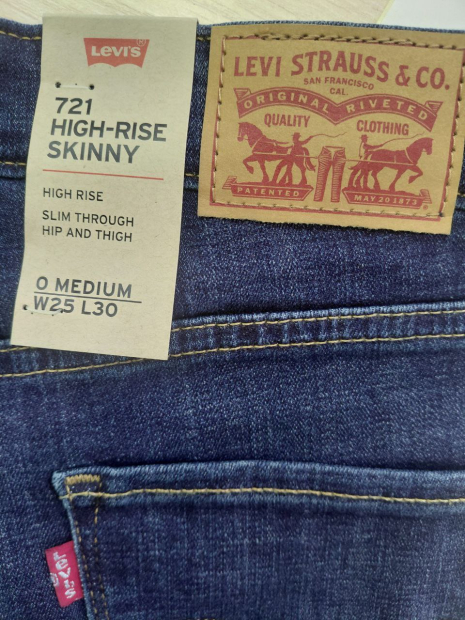 Levi's
721
HIGH-RISE
SKINNY
HIGH RISE
SLIM THROUGH
HIP AND THIGH
0 MEDIUM
W25 L30
LEVI STRAUSS & CO.
SAN FRANCISCO
CAL.
ORIGINAL RIVETED
QUALITY CLOTHING
PATENTED MAY 20 1873
LEVI'S